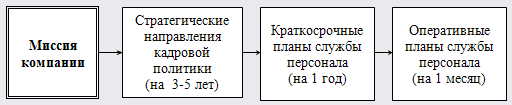 Миссия
компании
Стратегические
направления
кадровой
политики
(на 3-5 лет)
Краткосрочные
планы службы
персонала
(на 1 год)
Оперативные
планы службы
персонала
(на 1 месяц)